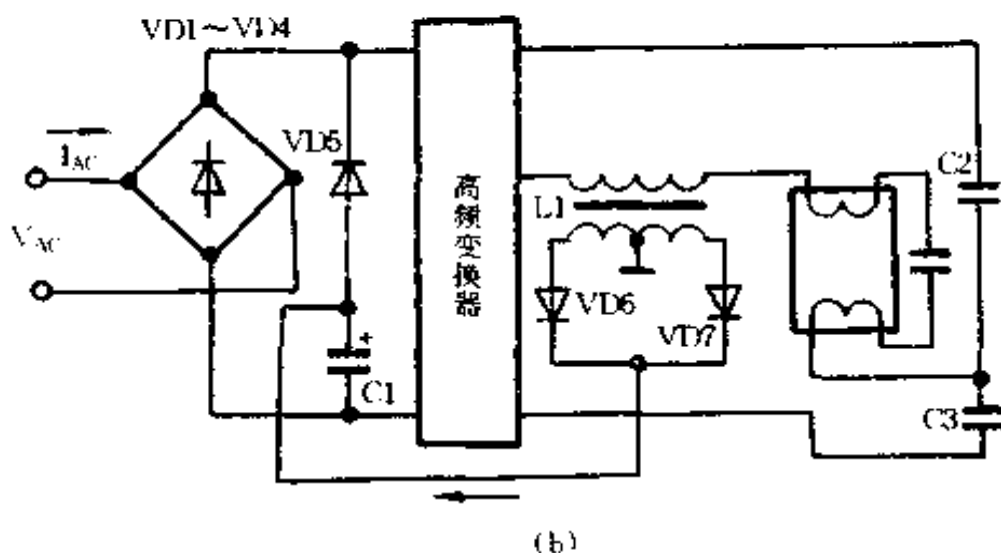 VD1～VD4
I_AC
V_AC
VD5
C1
高频变换器
L1
VD6
VD7
C2
C3
(b)